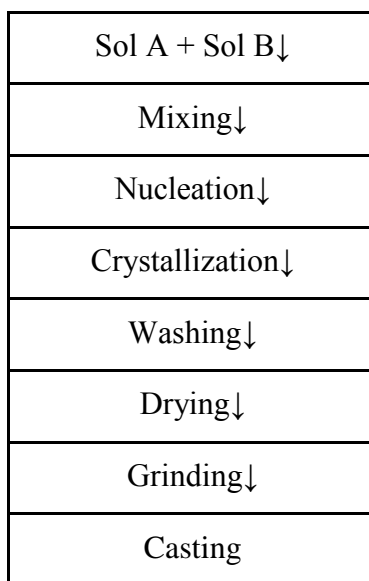 Sol A + Sol B↓
Mixing↓
Nucleation↓
Crystallization↓
Washing↓
Drying↓
Grinding↓
Casting